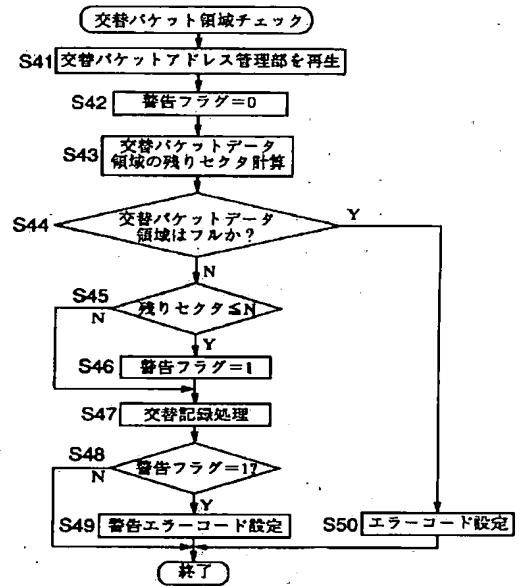 交替パケット領域チェック
S41 交替パケットアドレス管理部を再生
S42 警告フラグ=0
S43 交替パケットデータ
領域の残りセクタ計算
S44 交替パケットデータ
領域はフルか?
Y
N
S45 残りセクタ≦N
N
Y
S46 警告フラグ=1
S47 交替記録処理
S48 警告フラグ=1?
N
Y
S49 警告エラーコード設定
S50 エラーコード設定
終了